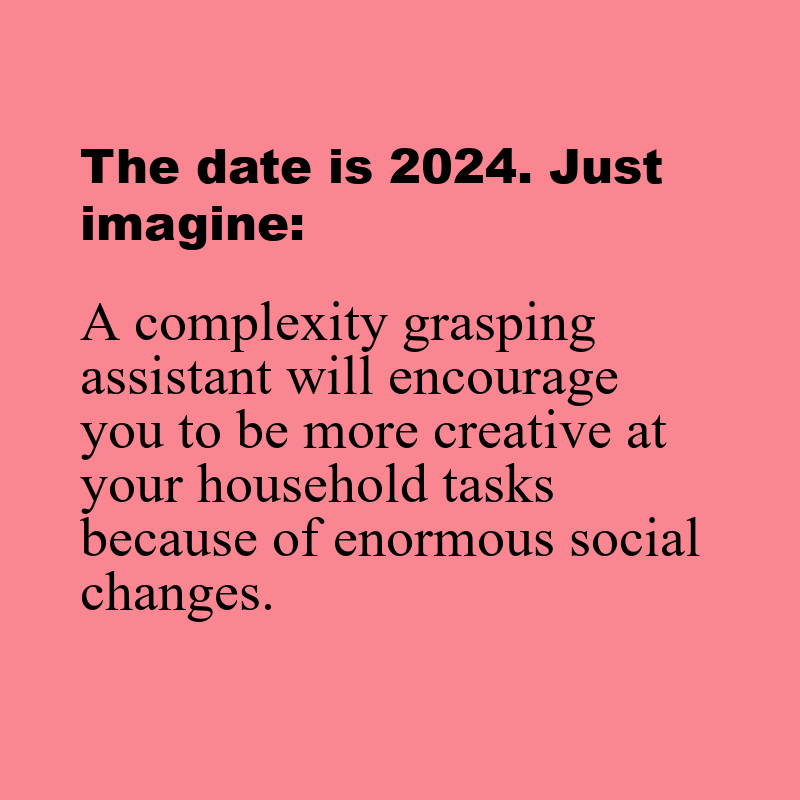 The date is 2024. Just
imagine:
A complexity grasping
assistant will encourage
you to be more creative at
your household tasks
because of enormous social
changes.